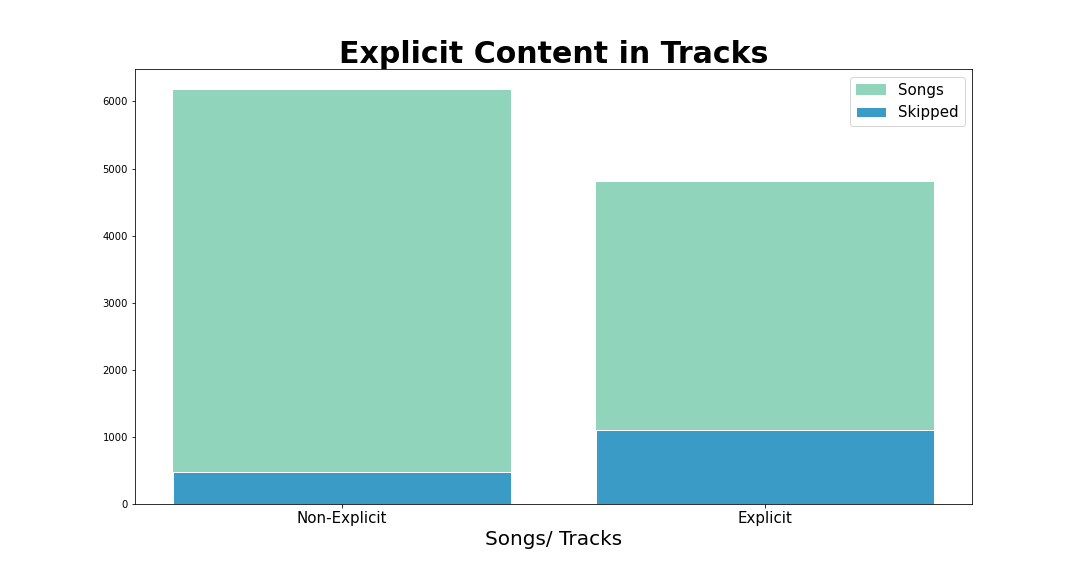 Explicit Content in Tracks
Songs
Skipped
6000
5000
4000
3000
2000
1000
0
Non-Explicit Explicit
Songs/ Tracks